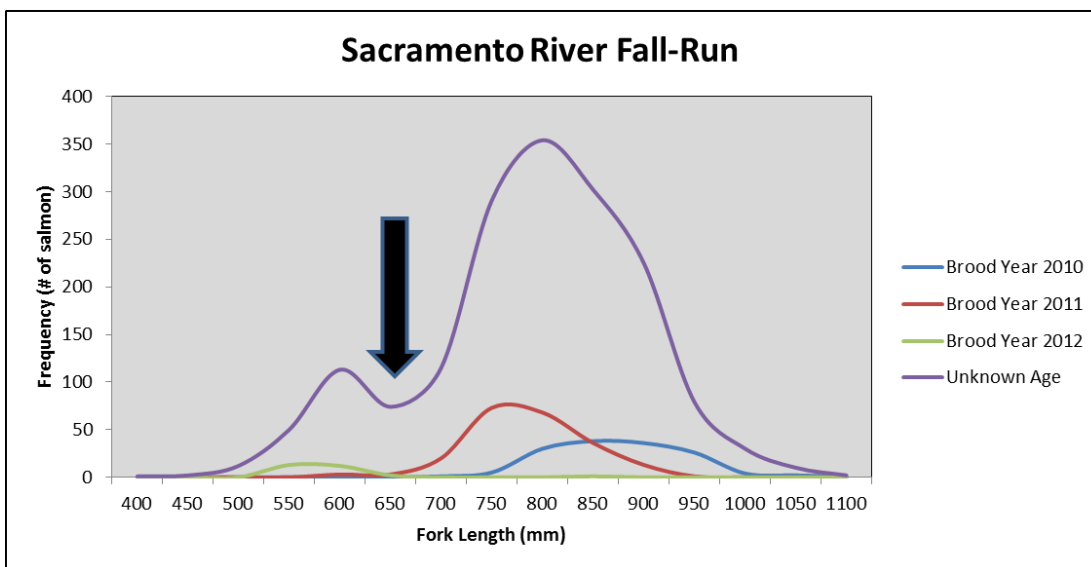 Sacramento River Fall-Run
400
350
300
250
200
150
100
50
0
Frequency (# of salmon)
400 450 500 550 600 650 700 750 800 850 900 950 1000 1050 1100
Fork Length (mm)
Brood Year 2010
Brood Year 2011
Brood Year 2012
Unknown Age